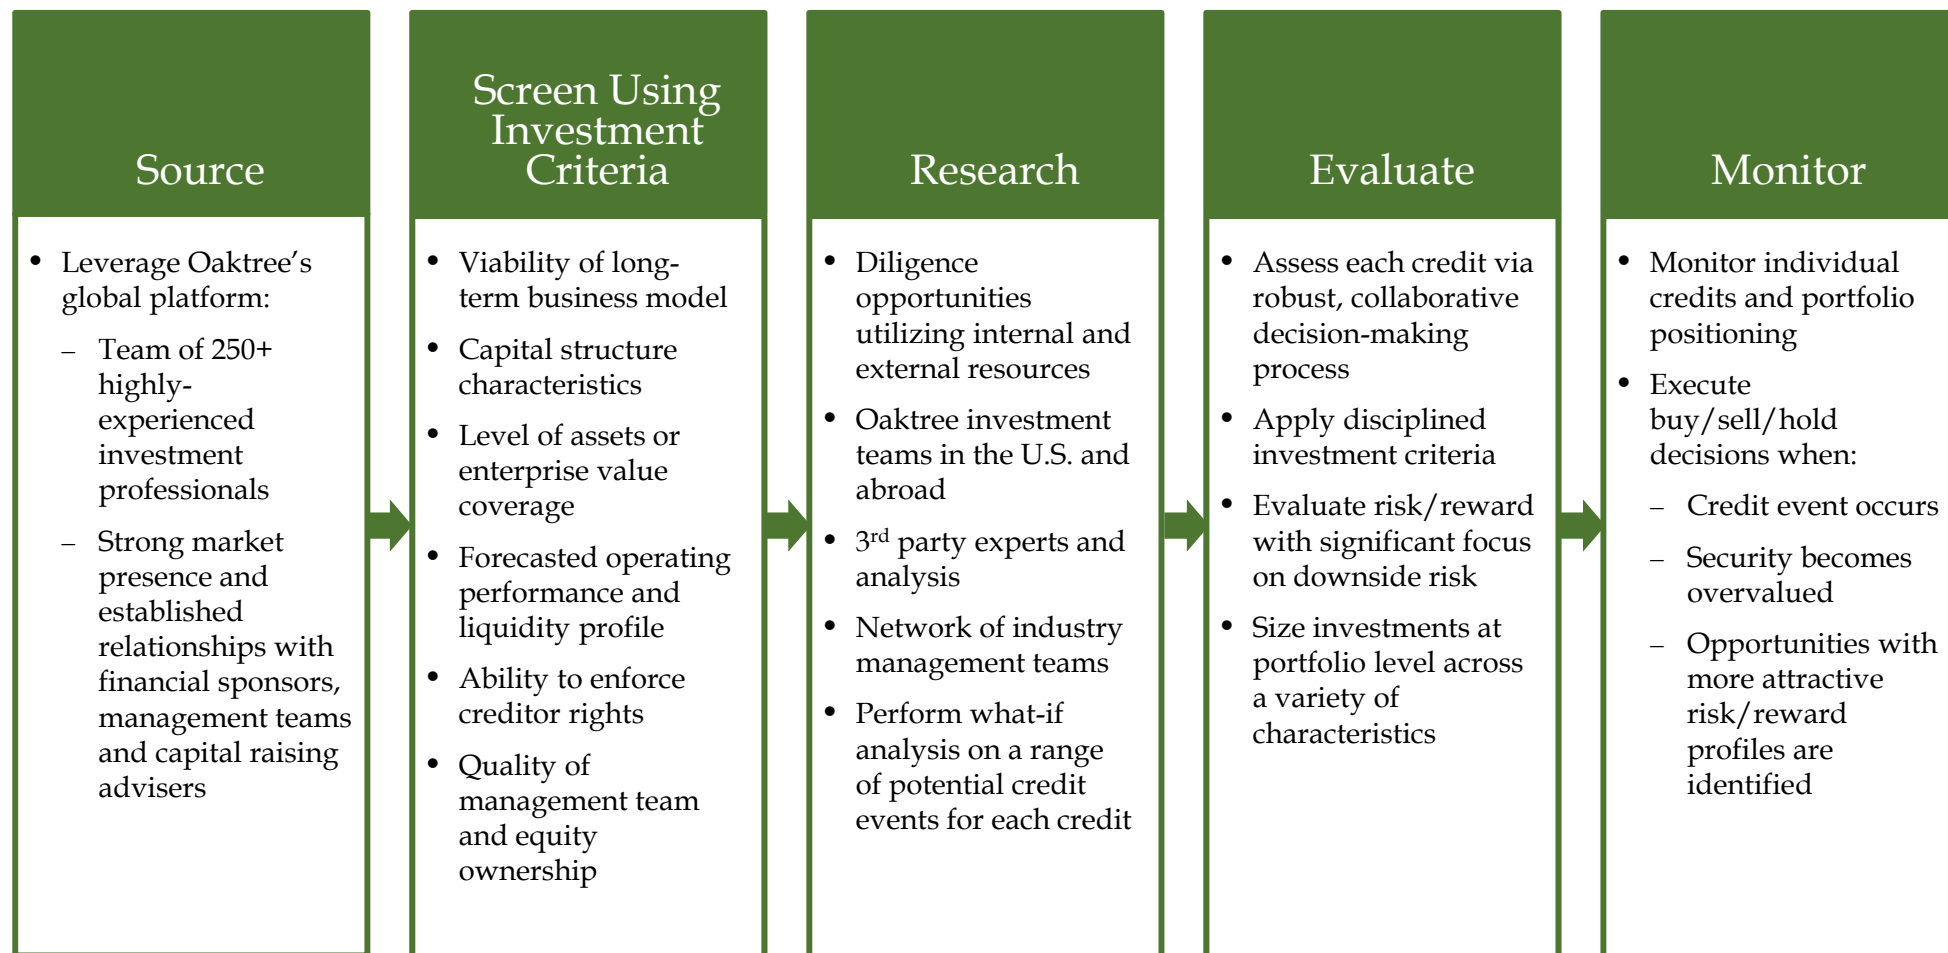 Source
• Leverage Oaktree’s
global platform:
– Team of 250+
highly-
experienced
investment
professionals
– Strong market
presence and
established
relationships with
financial sponsors,
management teams
and capital raising
advisers
Screen Using
Investment
Criteria
• Viability of long-
term business model
• Capital structure
characteristics
• Level of assets or
enterprise value
coverage
• Forecasted operating
performance and
liquidity profile
• Ability to enforce
creditor rights
• Quality of
management team
and equity
ownership
Research
• Diligence
opportunities
utilizing internal and
external resources
• Oaktree investment
teams in the U.S. and
abroad
• 3rd party experts and
analysis
• Network of industry
management teams
• Perform what-if
analysis on a range
of potential credit
events for each credit
Evaluate
• Assess each credit via
robust, collaborative
decision-making
process
• Apply disciplined
investment criteria
• Evaluate risk/reward
with significant focus
on downside risk
• Size investments at
portfolio level across
a variety of
characteristics
Monitor
• Monitor individual
credits and portfolio
positioning
• Execute
buy/sell/hold
decisions when:
– Credit event occurs
– Security becomes
overvalued
– Opportunities with
more attractive
risk/reward
profiles are
identified